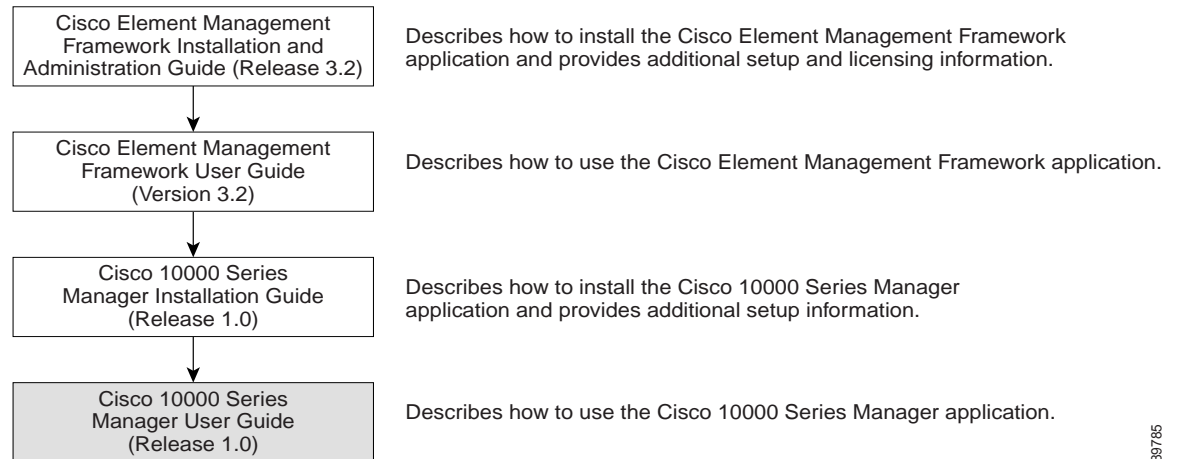 Cisco Element Management
Framework Installation and
Administration Guide (Release 3.2)
Describes how to install the Cisco Element Management Framework
application and provides additional setup and licensing information.
Cisco Element Management
Framework User Guide
(Version 3.2)
Describes how to use the Cisco Element Management Framework application.
Cisco 10000 Series
Manager Installation Guide
(Release 1.0)
Describes how to install the Cisco 10000 Series Manager
application and provides additional setup information.
Cisco 10000 Series
Manager User Guide
(Release 1.0)
Describes how to use the Cisco 10000 Series Manager application.